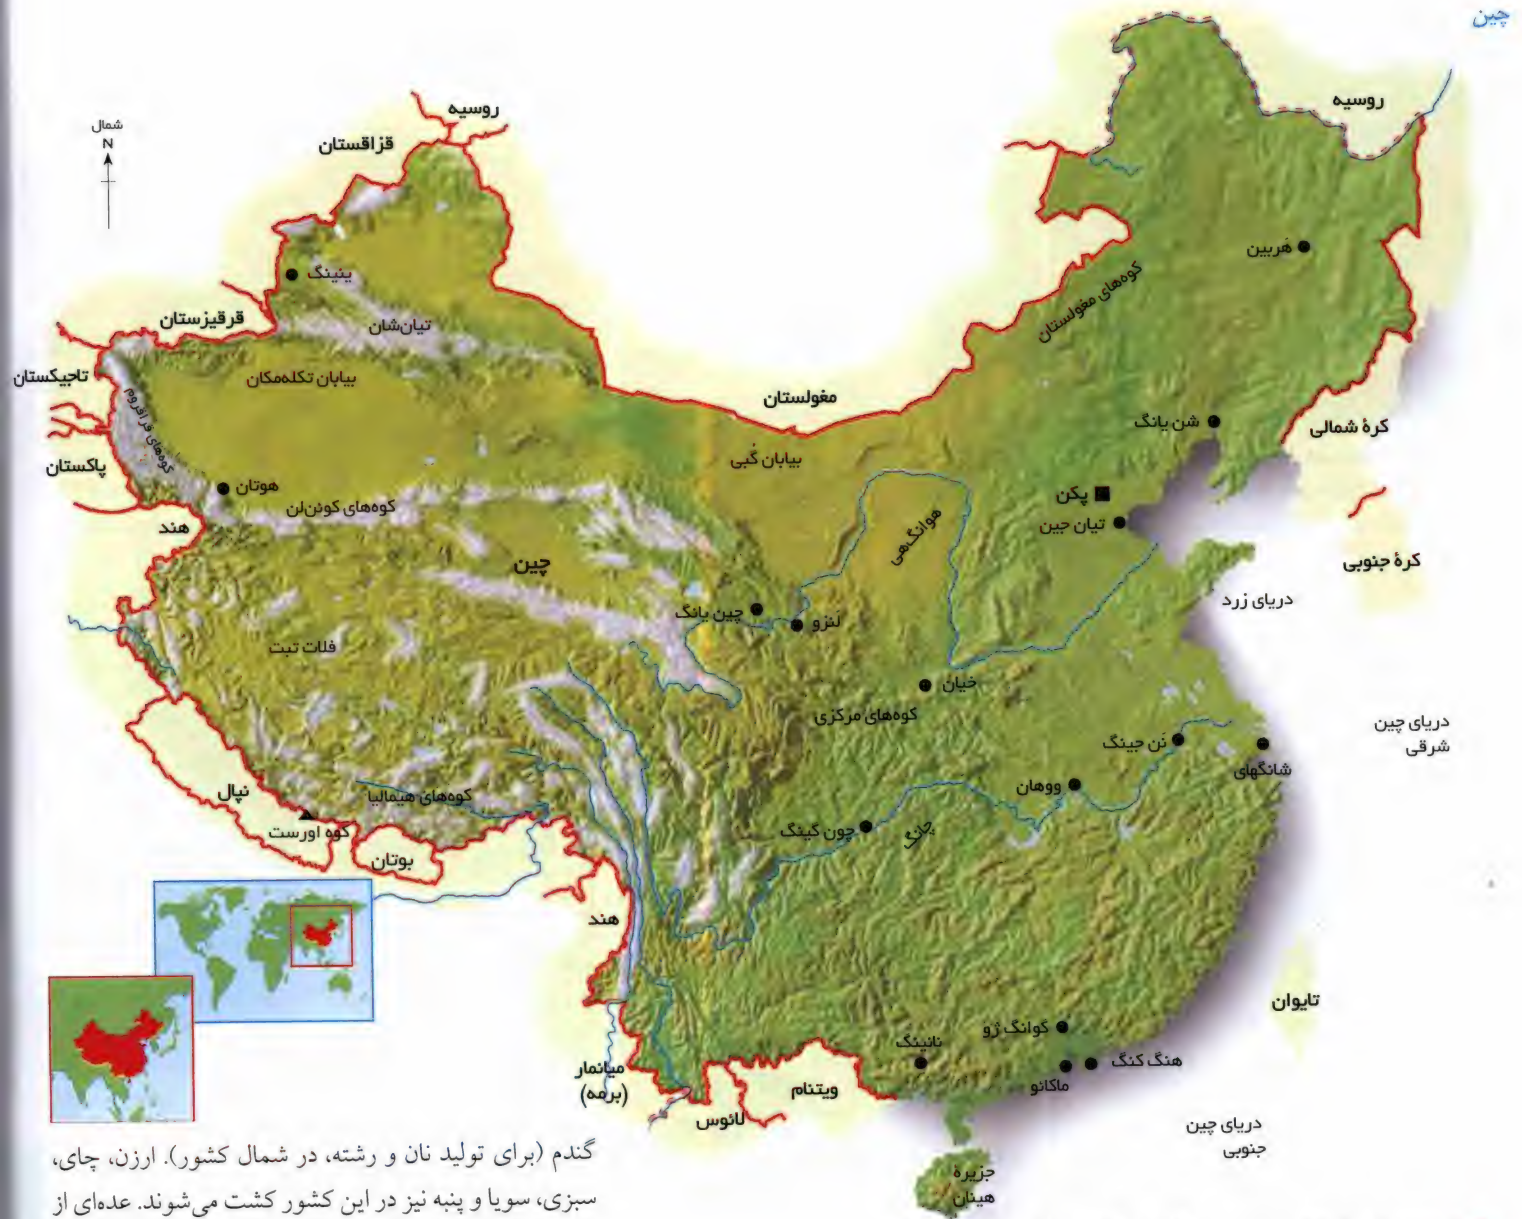 چین
روسیه
روسیه
شمال
N
قزاقستان
هَربین
ینینگ
کوه‌های مغولستان
قرقیزستان
تیان‌شان
تاجیکستان
بیابان تکله‌مکان
مغولستان
کوه‌های قراقروم
شن یانگ
کرهٔ شمالی
پاکستان
بیابان گُبی
هوتان
پکن
کوه‌های کوئن‌لن
هند
تیان جین
هوانگ‌هی
چین
کرهٔ جنوبی
دریای زرد
چین یانگ
لَنزو
فلات تبت
خیان
کوه‌های مرکزی
دریای چین
شرقی
نَن جینگ
شانگهای
نپال
کوه‌های هیمالیا
ووهان
کوه اورست
چون گینگ
چانگ
بوتان
هند
تایوان
گوانگ ژو
نانینگ
هنگ کنگ
ماکائو
میانمار
(برمه)
ویتنام
لائوس
دریای چین
جنوبی
جزیرهٔ
هینان
گندم (برای تولید نان و رشته، در شمال کشور). ارزن، چای،
سبزی، سویا و پنبه نیز در این کشور کشت می‌شوند. عده‌ای از